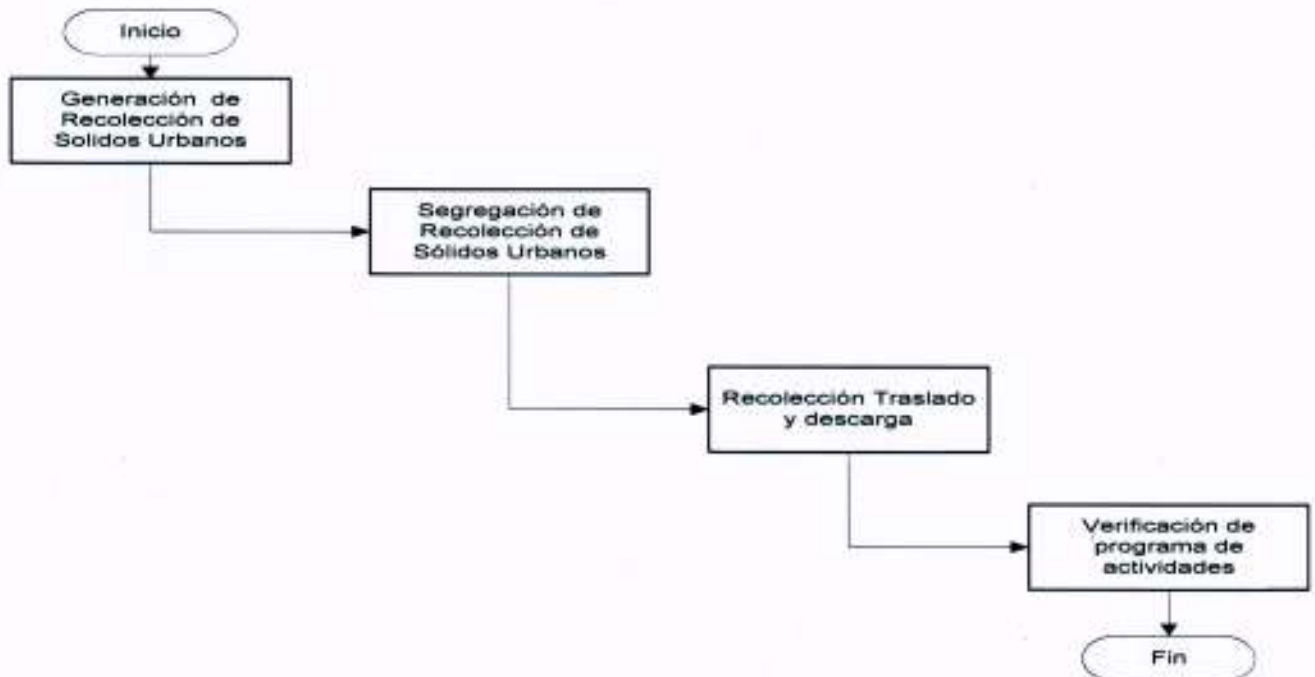 Inicio
Generación de
Recolección de
Solidos Urbanos
Segregación de
Recolección de
Sólidos Urbanos
Recolección Traslado
y descarga
Verificación de
programa de
actividades
Fin